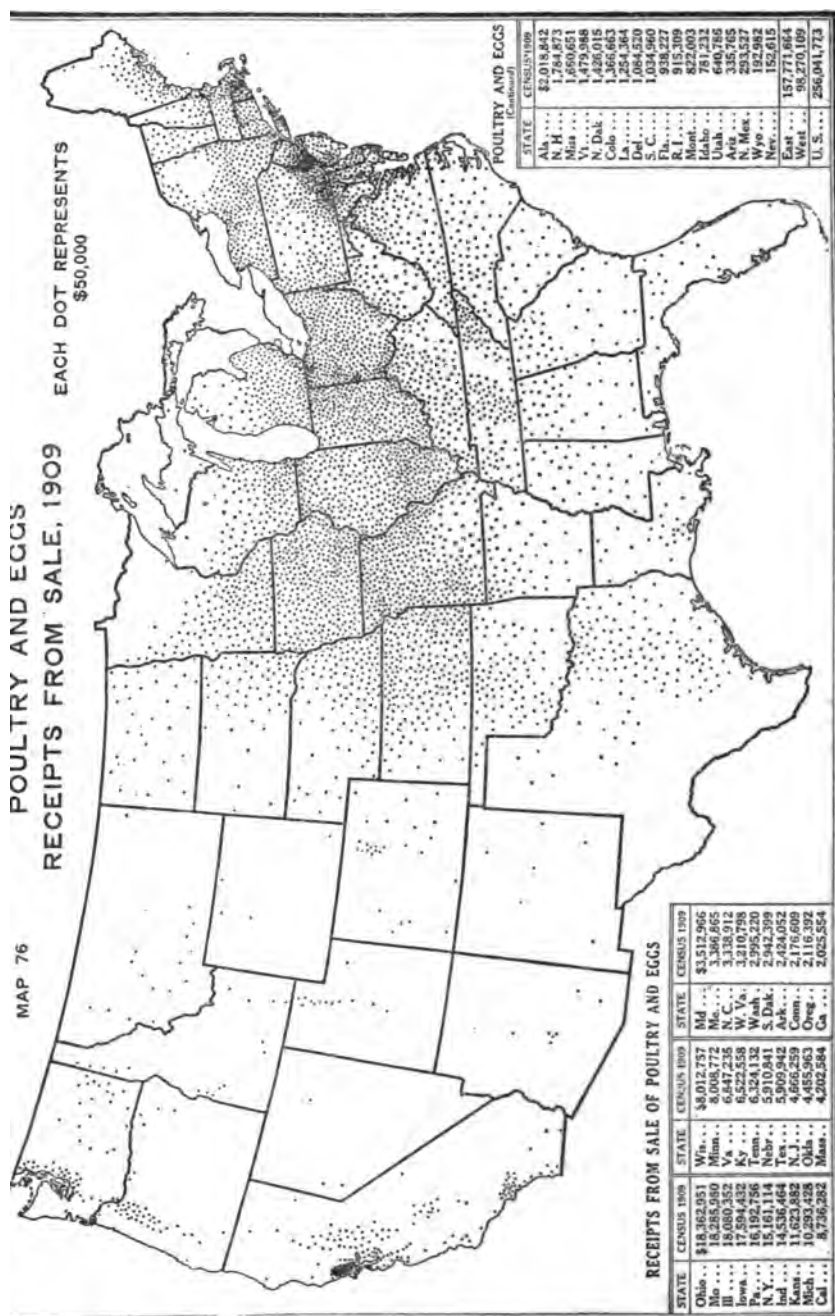 MAP 76
POULTRY AND EGGS
RECEIPTS FROM SALE, 1909
EACH DOT REPRESENTS
$50,000
RECEIPTS FROM SALE OF POULTRY AND EGGS
STATE CENSUS 1909 STATE CENSUS 1909 STATE CENSUS 1909
Ohio... $18,362,951 Wis... $8,012,757 Md.... $3,512,966
Mo.... 18,285,980 Minn.. 8,008,772 Me.... 3,386,865
Ill.... 18,080,352 Va.... 6,647,235 N. C... 3,138,912
Iowa... 17,594,432 Ky.... 6,522,558 W. Va. 3,210,798
Pa.... 16,192,756 Tenn.. 6,324,132 Wash.. 2,995,220
N. Y... 15,161,114 Nebr.. 5,910,841 S. Dak. 2,942,399
Ind.... 14,536,464 Tex... 5,909,942 Ark... 2,424,052
Kans.. 11,623,882 N. J... 4,666,259 Conn.. 2,176,609
Mich.. 10,293,428 Okla.. 4,455,963 Oreg.. 2,116,392
Cal... 8,736,282 Mass.. 4,202,584 Ga.... 2,025,554
POULTRY AND EGGS
(Continued)
STATE CENSUS 1909
Ala.... $2,018,842
N. H... 1,784,873
Miss... 1,660,651
Vt..... 1,479,988
N. Dak. 1,426,015
Colo... 1,366,663
La..... 1,254,364
Del.... 1,084,520
S. C... 1,034,960
Fla.... 938,227
R. I.... 915,309
Mont... 822,003
Idaho.. 781,232
Utah... 640,786
Ariz... 335,765
N. Mex. 293,527
Wyo... 192,982
Nev.... 152,615
East... 157,771,664
West... 98,270,109
U. S... 256,041,773